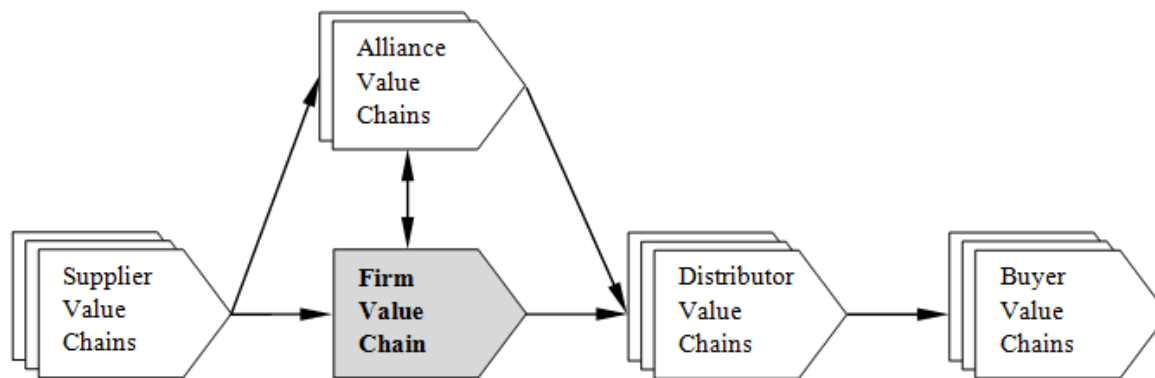 Alliance
Value
Chains
Supplier
Value
Chains
Firm
Value
Chain
Distributor
Value
Chains
Buyer
Value
Chains